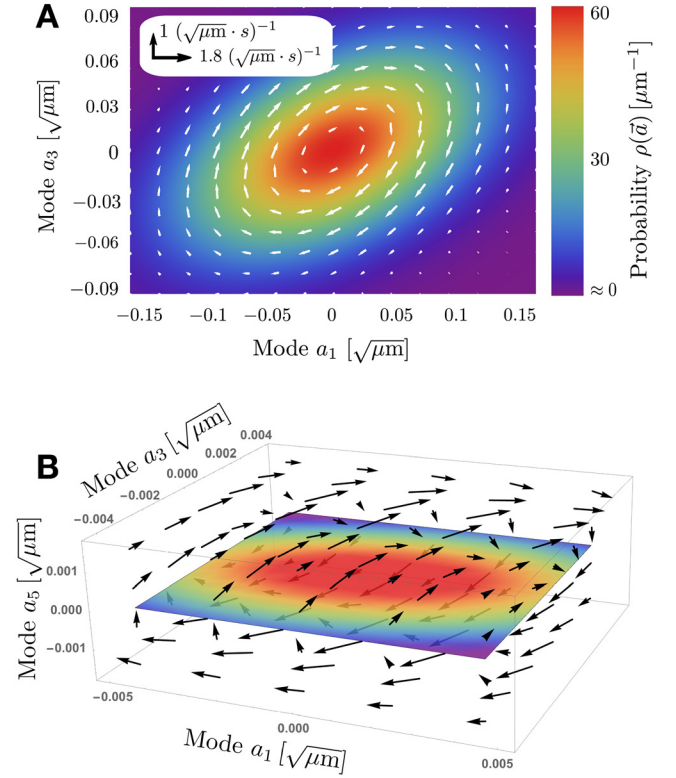 A
0.09
0.06
0.03
0
−0.03
−0.06
−0.09
Mode a₃ [√μm]
1 (√μm · s)⁻¹
1.8 (√μm · s)⁻¹
−0.15 −0.1 −0.05 0 0.05 0.1 0.15
Mode a₁ [√μm]
60
30
≈ 0
Probability ρ(a⃗) [μm⁻¹]
B
Mode a₃ [√μm]
0.004
0.002
0.000
−0.002
−0.004
Mode a₅ [√μm]
0.001
0.000
−0.001
−0.005
0.000
0.005
Mode a₁ [√μm]